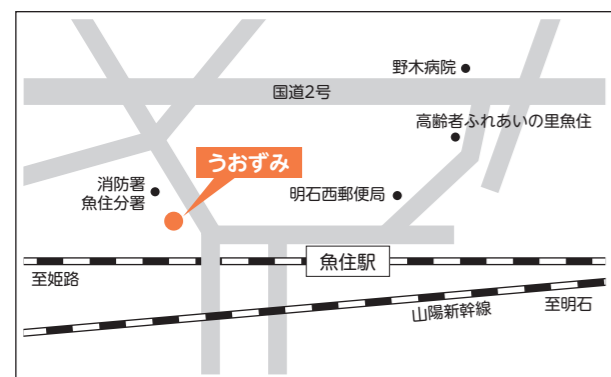 野木病院
国道2号
高齢者ふれあいの里魚住
うおずみ
消防署
魚住分署
明石西郵便局
魚住駅
至姫路
山陽新幹線
至明石